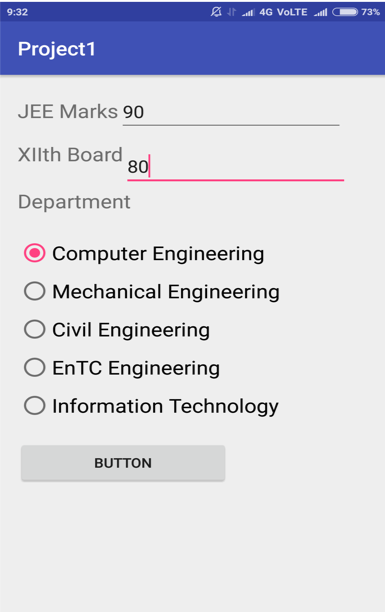 9:32 4G VoLTE 73%
Project1
JEE Marks 90
XIIth Board 80
Department
Computer Engineering
Mechanical Engineering
Civil Engineering
EnTC Engineering
Information Technology
BUTTON